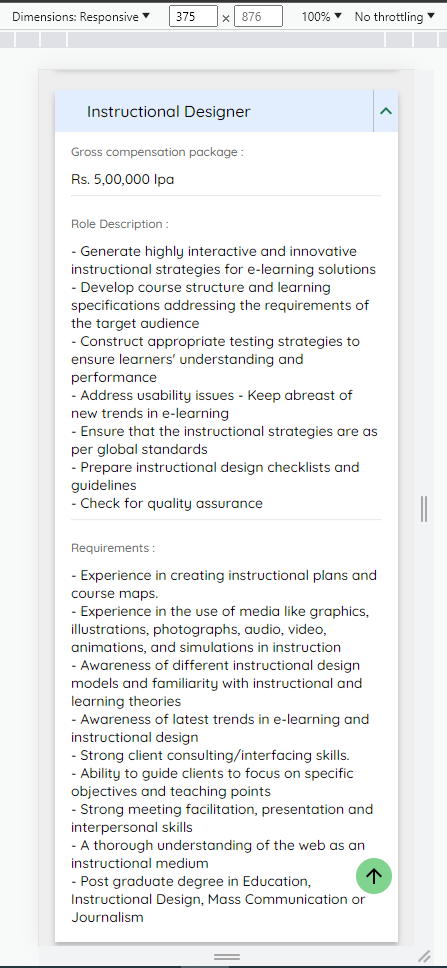 Dimensions: Responsive ▼ 375 x 876 100% ▼ No throttling ▼
Instructional Designer
Gross compensation package :
Rs. 5,00,000 lpa
Role Description :
- Generate highly interactive and innovative
instructional strategies for e-learning solutions
- Develop course structure and learning
specifications addressing the requirements of
the target audience
- Construct appropriate testing strategies to
ensure learners' understanding and
performance
- Address usability issues - Keep abreast of
new trends in e-learning
- Ensure that the instructional strategies are as
per global standards
- Prepare instructional design checklists and
guidelines
- Check for quality assurance
Requirements :
- Experience in creating instructional plans and
course maps.
- Experience in the use of media like graphics,
illustrations, photographs, audio, video,
animations, and simulations in instruction
- Awareness of different instructional design
models and familiarity with instructional and
learning theories
- Awareness of latest trends in e-learning and
instructional design
- Strong client consulting/interfacing skills.
- Ability to guide clients to focus on specific
objectives and teaching points
- Strong meeting facilitation, presentation and
interpersonal skills
- A thorough understanding of the web as an
instructional medium
- Post graduate degree in Education,
Instructional Design, Mass Communication or
Journalism